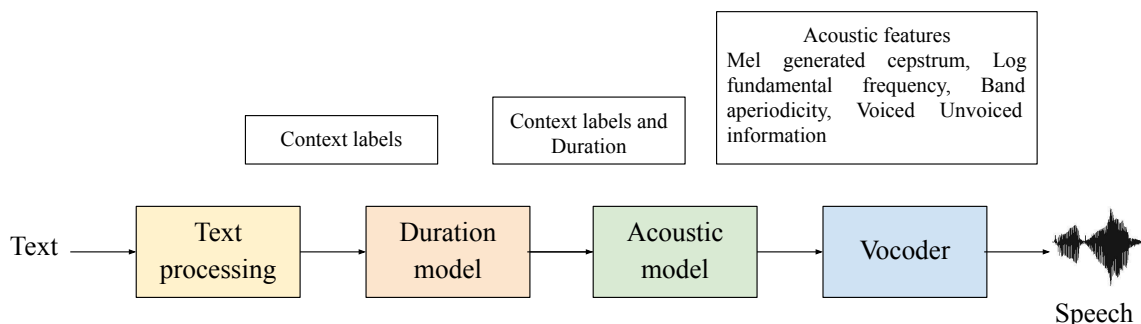 Acoustic features
Mel generated cepstrum, Log
fundamental frequency, Band
aperiodicity, Voiced Unvoiced
information
Context labels
Context labels and
Duration
Text
Text
processing
Duration
model
Acoustic
model
Vocoder
Speech